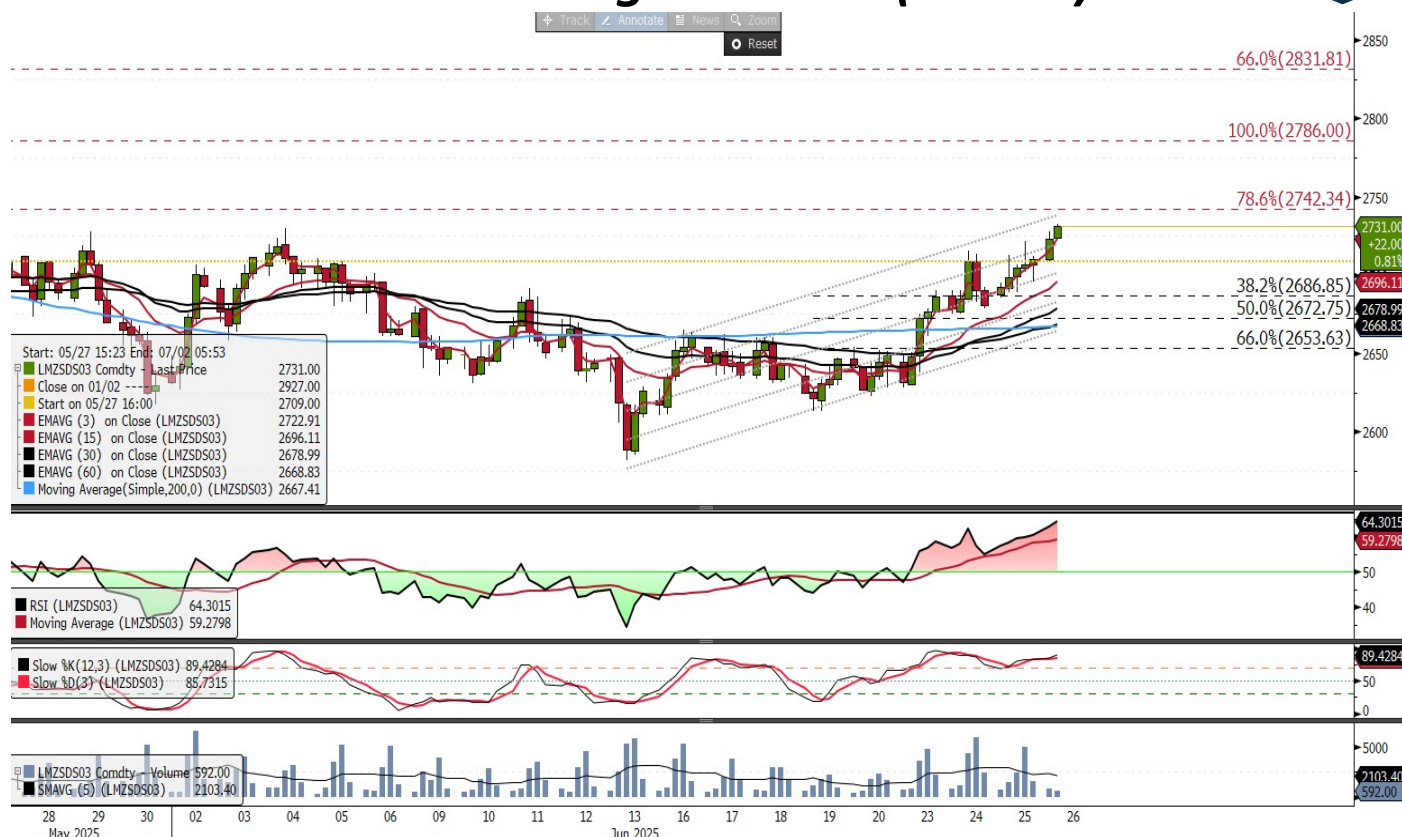 Track Annotate News Zoom
Reset
2850
66.0%(2831.81)
2800
100.0%(2786.00)
2750
78.6%(2742.34)
2731.00
+22.00
0.81%
2696.11
38.2%(2686.85)
2678.99
50.0%(2672.75)
2668.83
66.0%(2653.63)
2650
2600
Start: 05/27 15:23 End: 07/02 05:53
LMZSDS03 Comdty - Last Price 2731.00
Close on 01/02 ---- 2927.00
Start on 05/27 16:00 2709.00
EMAVG (3) on Close (LMZSDS03) 2722.91
EMAVG (15) on Close (LMZSDS03) 2696.11
EMAVG (30) on Close (LMZSDS03) 2678.99
EMAVG (60) on Close (LMZSDS03) 2668.83
Moving Average(Simple,200,0) (LMZSDS03) 2667.41
64.3015
59.2798
50
40
RSI (LMZSDS03) 64.3015
Moving Average (LMZSDS03) 59.2798
Slow %K(12,3) (LMZSDS03) 89.4284
Slow %D(3) (LMZSDS03) 85.7315
89.4284
50
0
LMZSDS03 Comdty - Volume 592.00
SMAVG (5) (LMZSDS03) 2103.40
5000
2103.40
592.00
28 29 30 02 03 04 05 06 09 10 11 12 13 16 17 18 19 20 23 24 25 26
May 2025 Jun 2025